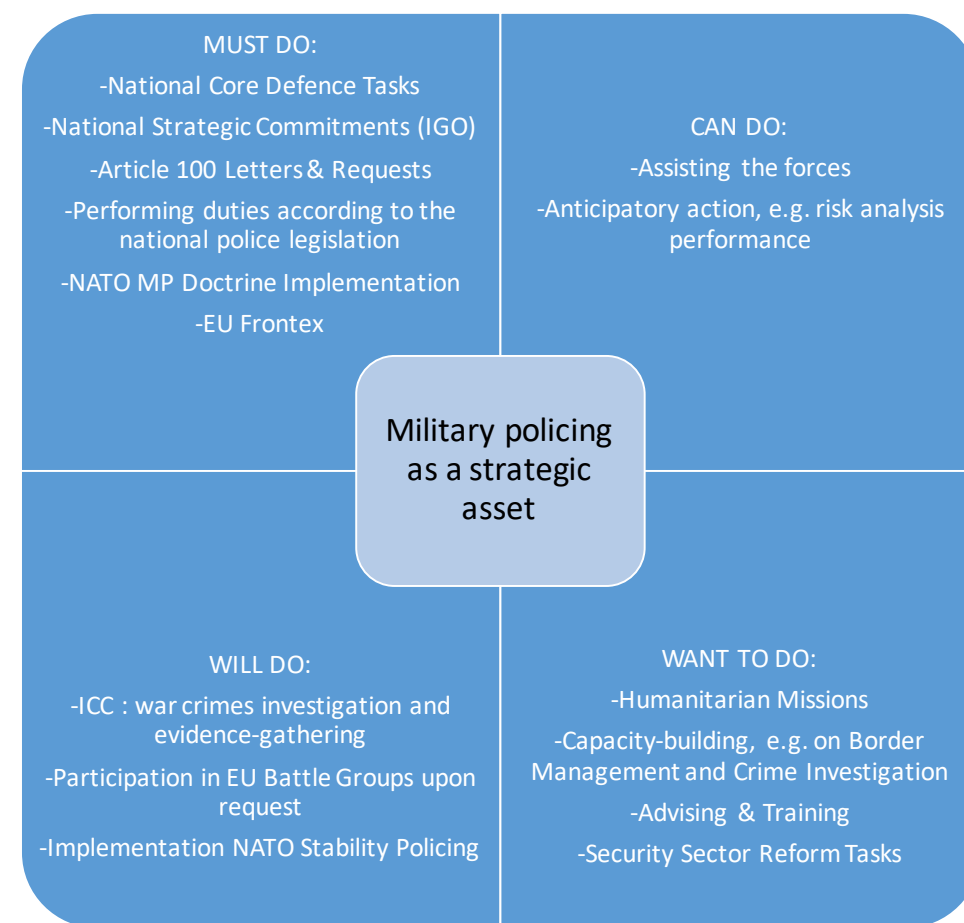 MUST DO:
-National Core Defence Tasks
-National Strategic Commitments (IGO)
-Article 100 Letters & Requests
-Performing duties according to the
national police legislation
-NATO MP Doctrine Implementation
-EU Frontex
CAN DO:
-Assisting the forces
-Anticipatory action, e.g. risk analysis
performance
Military policing
as a strategic
asset
WILL DO:
-ICC : war crimes investigation and
evidence-gathering
-Participation in EU Battle Groups upon
request
-Implementation NATO Stability Policing
WANT TO DO:
-Humanitarian Missions
-Capacity-building, e.g. on Border
Management and Crime Investigation
-Advising & Training
-Security Sector Reform Tasks